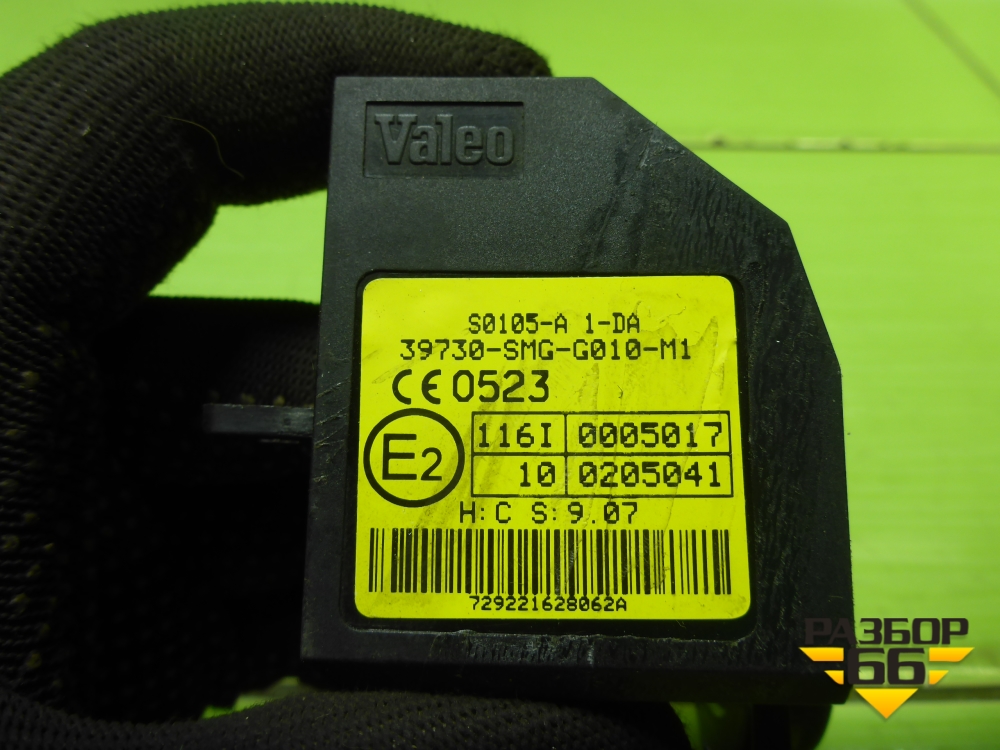 Valeo
S0105-A 1-DA
39730-SMG-G010-M1
CE 0523
E2
116I 0005017
10 0205041
H: C S: 9.07
729221628062A
РАЗБОР
66